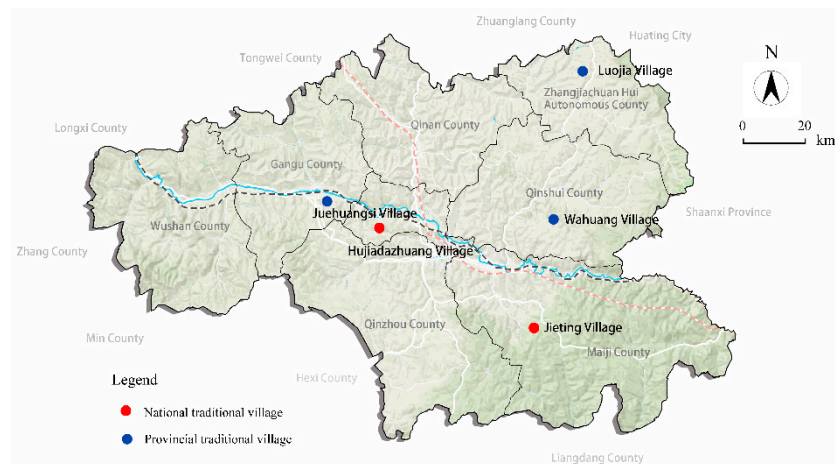 Zhuanglang County
Huating City
Tongwei County
N
Luojia Village
Zhangjiachuan Hui
Autonomous County
Longxi County
Qinan County
0 20
km
Gangu County
Qinshui County
Juehuangsi Village
Wushan County
Wahuang Village
Shaanxi Province
Zhang County
Hujiadazhuang Village
Qinzhou County
Jieting Village
Min County
Maiji County
Hexi County
Legend
National traditional village
Provincial traditional village
Liangdang County